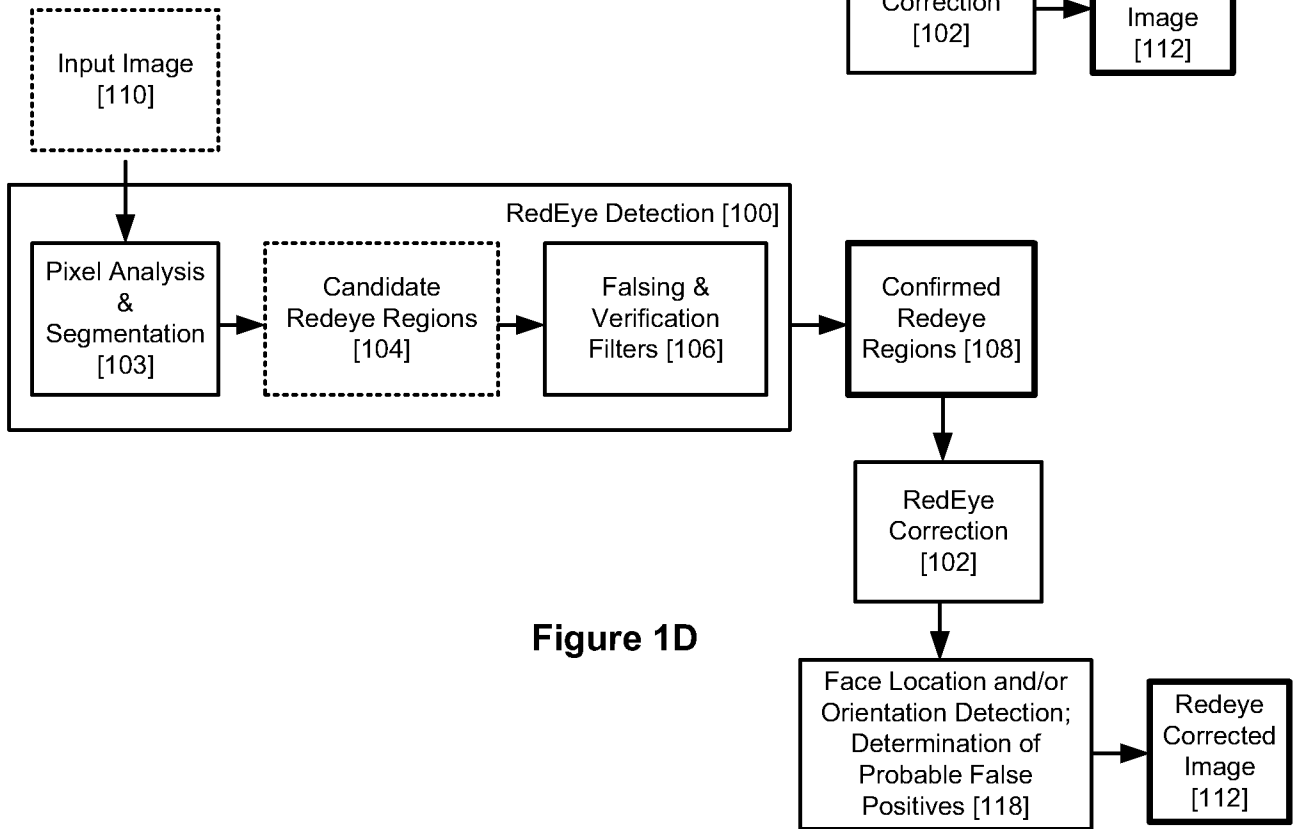 Correction
[102]
Image
[112]
Input Image
[110]
RedEye Detection [100]
Pixel Analysis
&
Segmentation
[103]
Candidate
Redeye Regions
[104]
Falsing &
Verification
Filters [106]
Confirmed
Redeye
Regions [108]
RedEye
Correction
[102]
Figure 1D
Face Location and/or
Orientation Detection;
Determination of
Probable False
Positives [118]
Redeye
Corrected
Image
[112]